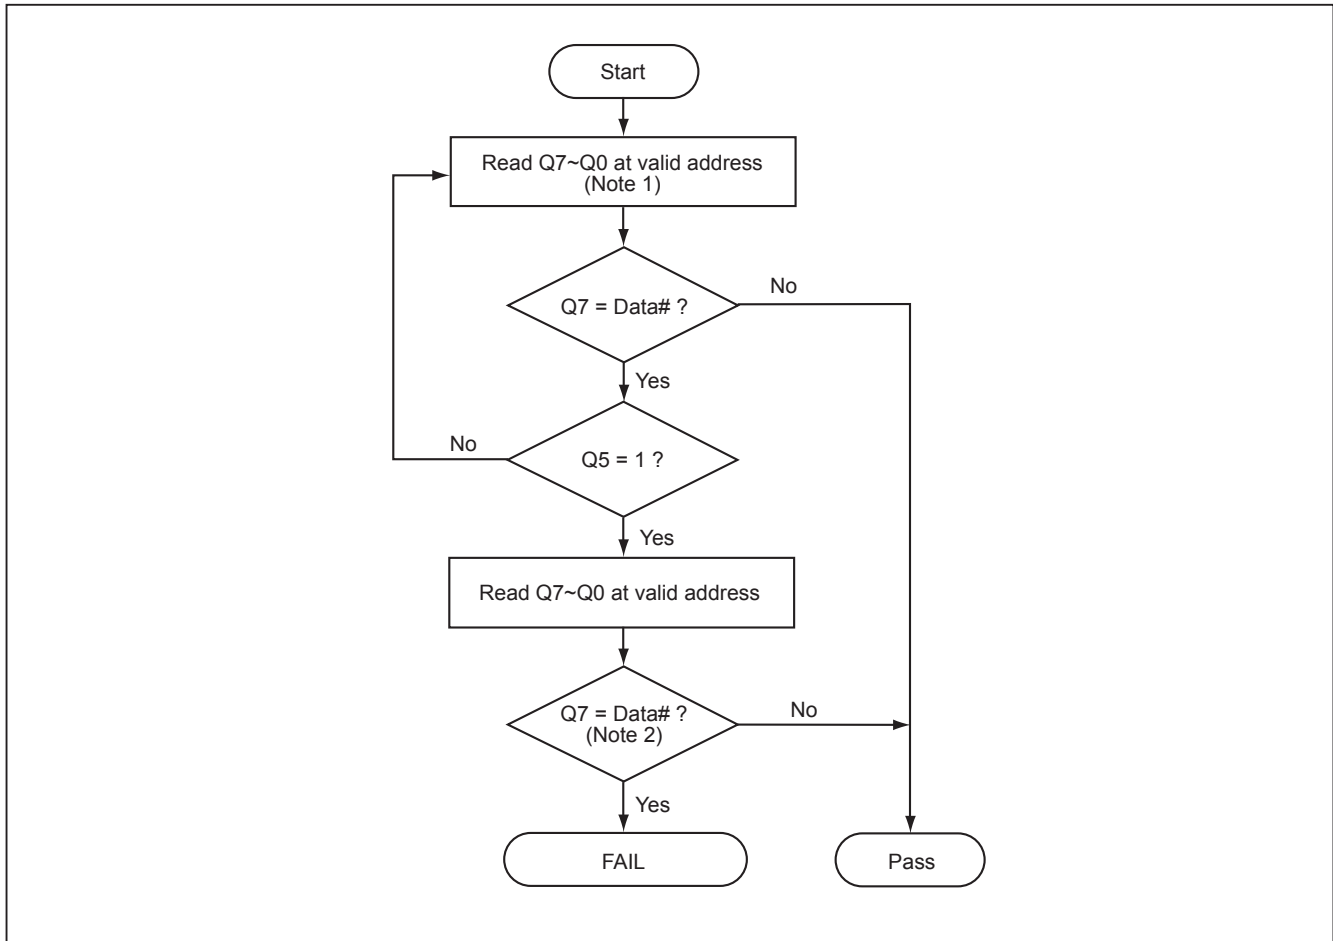 Start
Read Q7~Q0 at valid address
(Note 1)
Q7 = Data# ?
No
Yes
No
Q5 = 1 ?
Yes
Read Q7~Q0 at valid address
Q7 = Data# ?
(Note 2)
No
Yes
FAIL
Pass